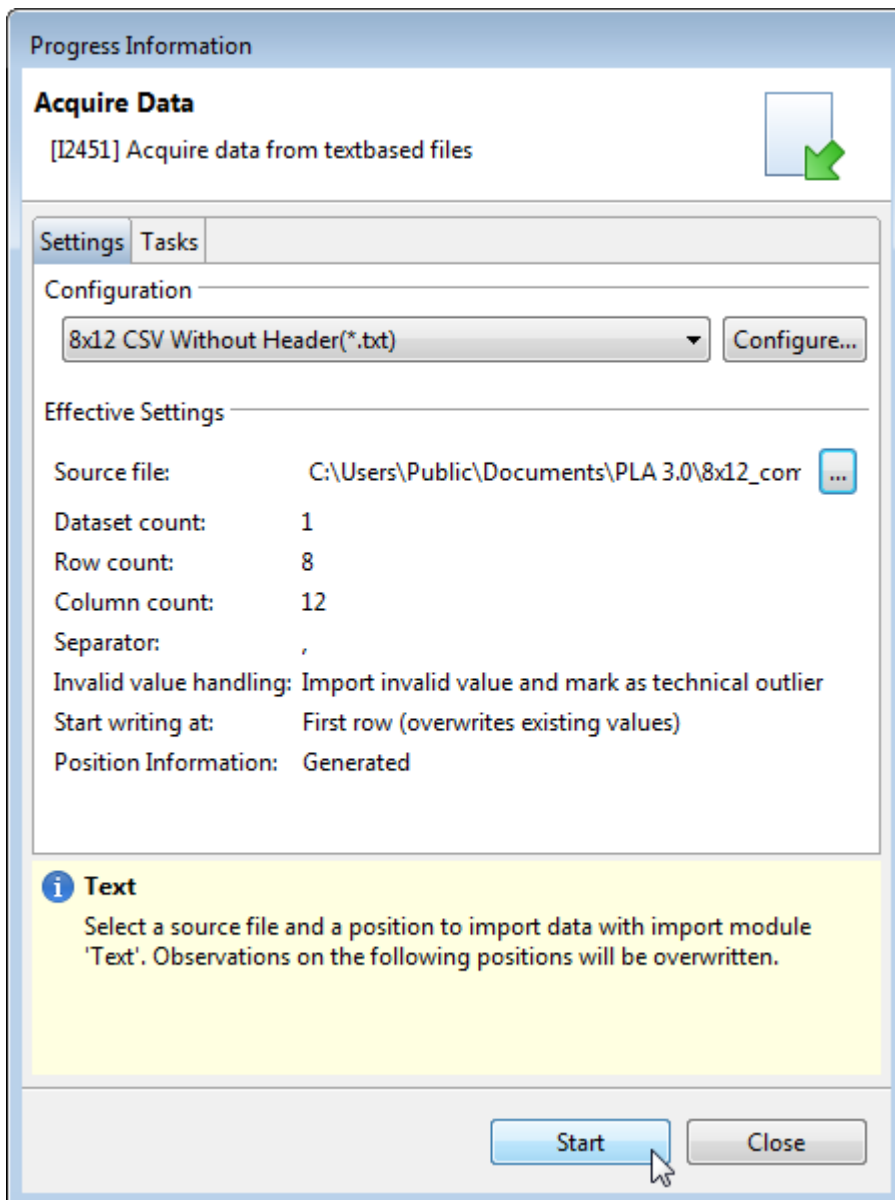 Progress Information
Acquire Data
[I2451] Acquire data from textbased files
Settings Tasks
Configuration
8x12 CSV Without Header(*.txt) Configure...
Effective Settings
Source file: C:\Users\Public\Documents\PLA 3.0\8x12_com ...
Dataset count: 1
Row count: 8
Column count: 12
Separator: ,
Invalid value handling: Import invalid value and mark as technical outlier
Start writing at: First row (overwrites existing values)
Position Information: Generated
Text
Select a source file and a position to import data with import module
'Text'. Observations on the following positions will be overwritten.
Start Close